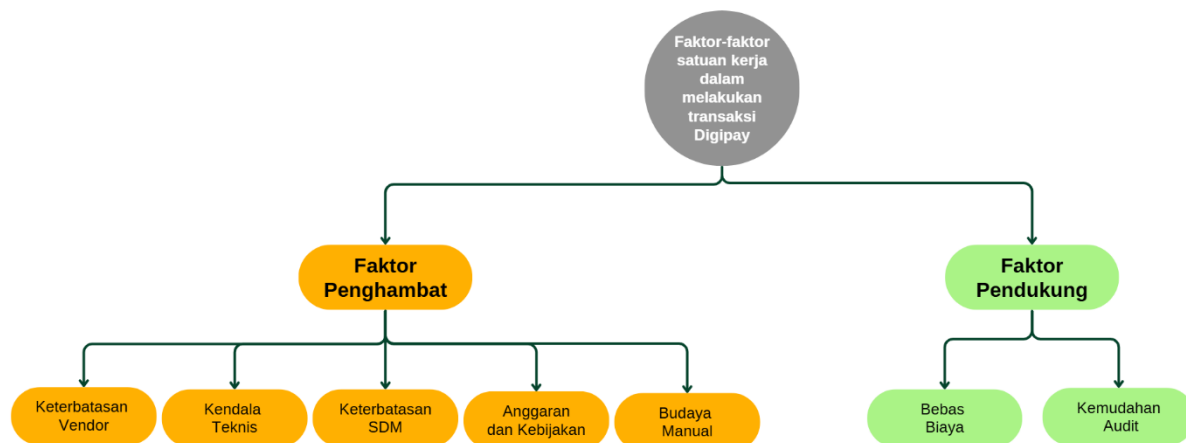 Faktor-faktor
satuan kerja
dalam
melakukan
transaksi
Digipay
Faktor
Penghambat
Faktor
Pendukung
Keterbatasan
Vendor
Kendala
Teknis
Keterbatasan
SDM
Anggaran
dan Kebijakan
Budaya
Manual
Bebas
Biaya
Kemudahan
Audit